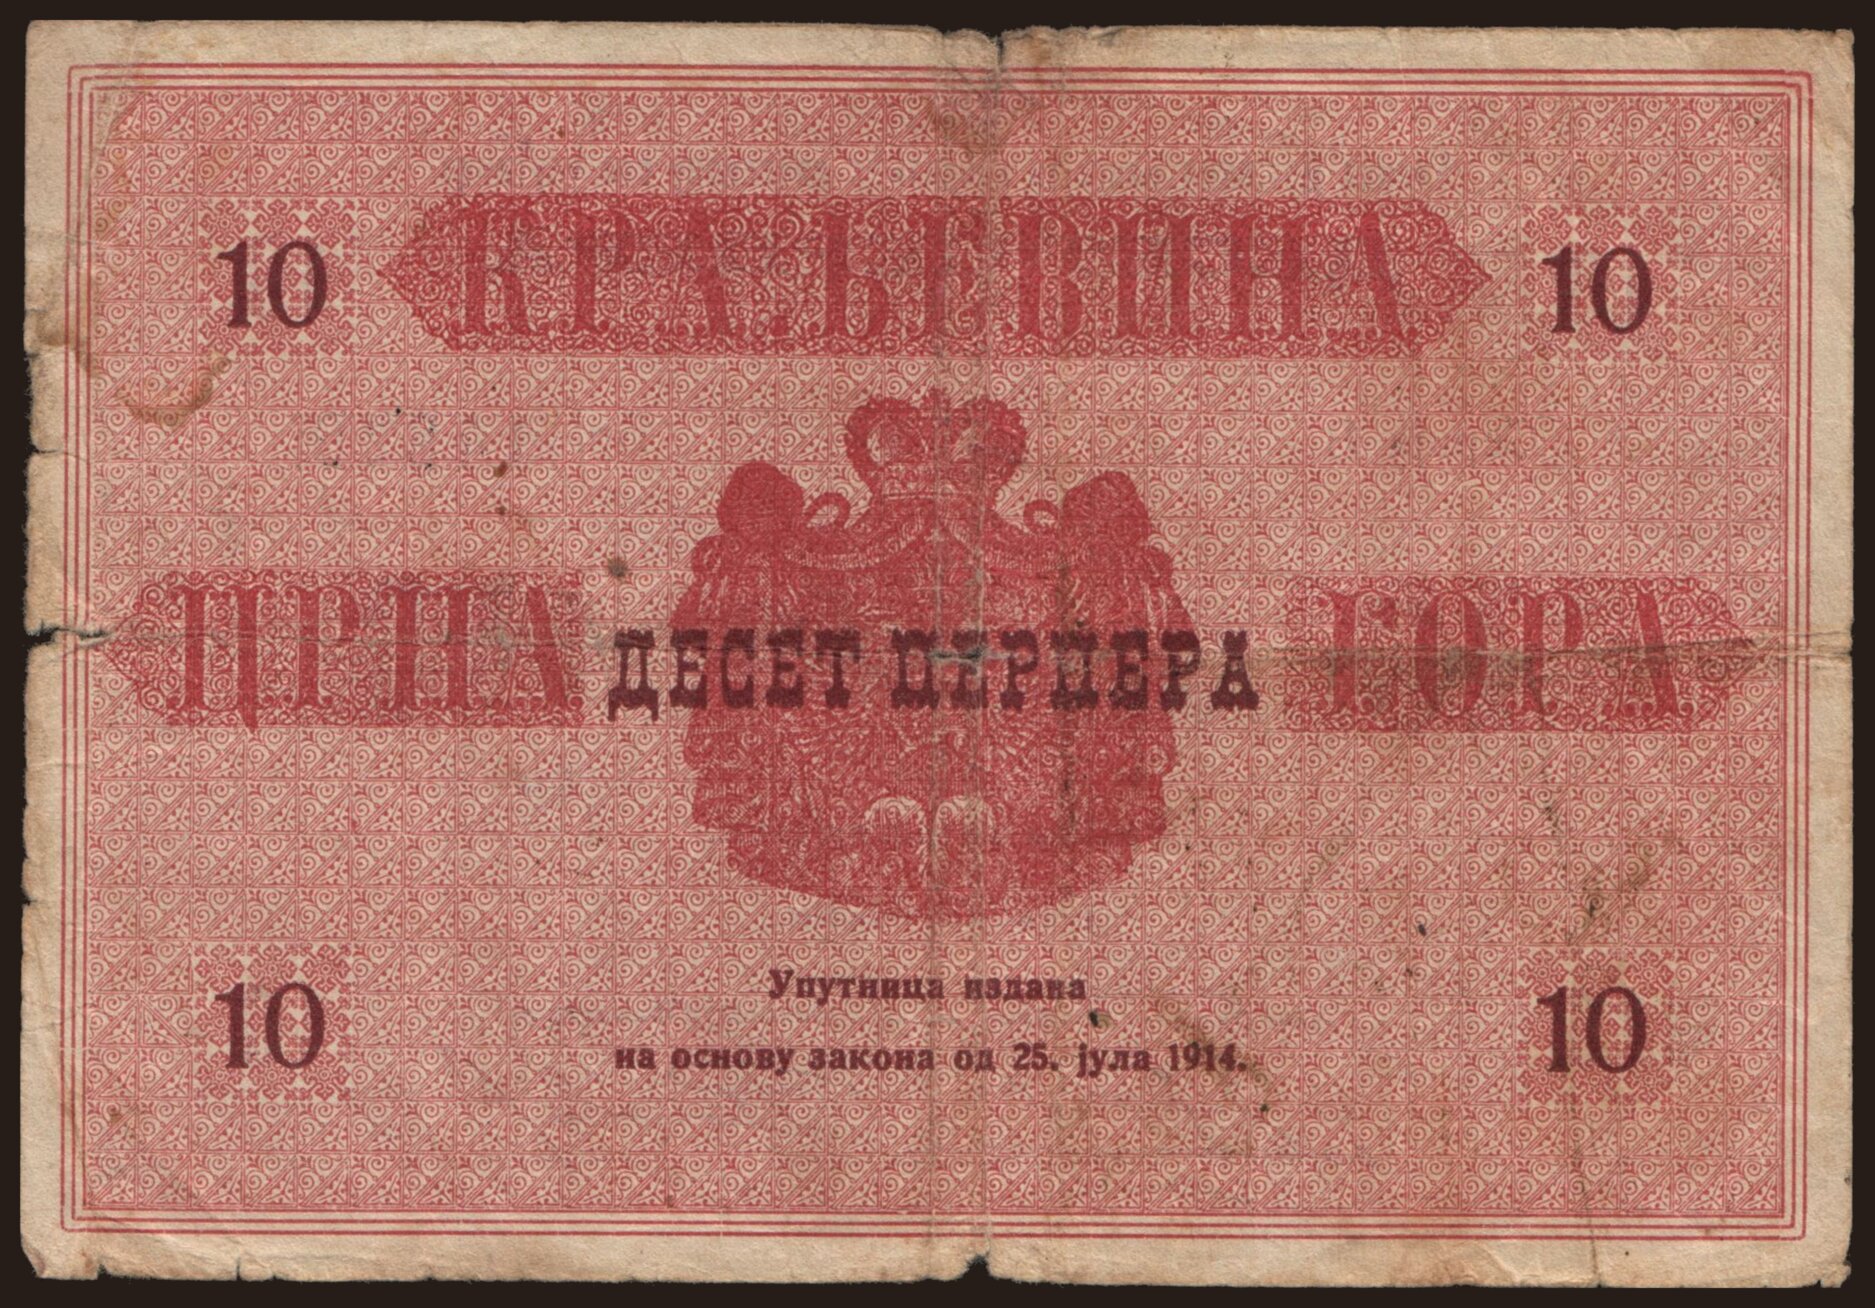 10 КРАЉЕВИНА 10
ЦРНА ДЕСЕТ ПЕРПЕРА ГОРА
Упутница издана
на основу закона од 25. јула 1914.
10 10